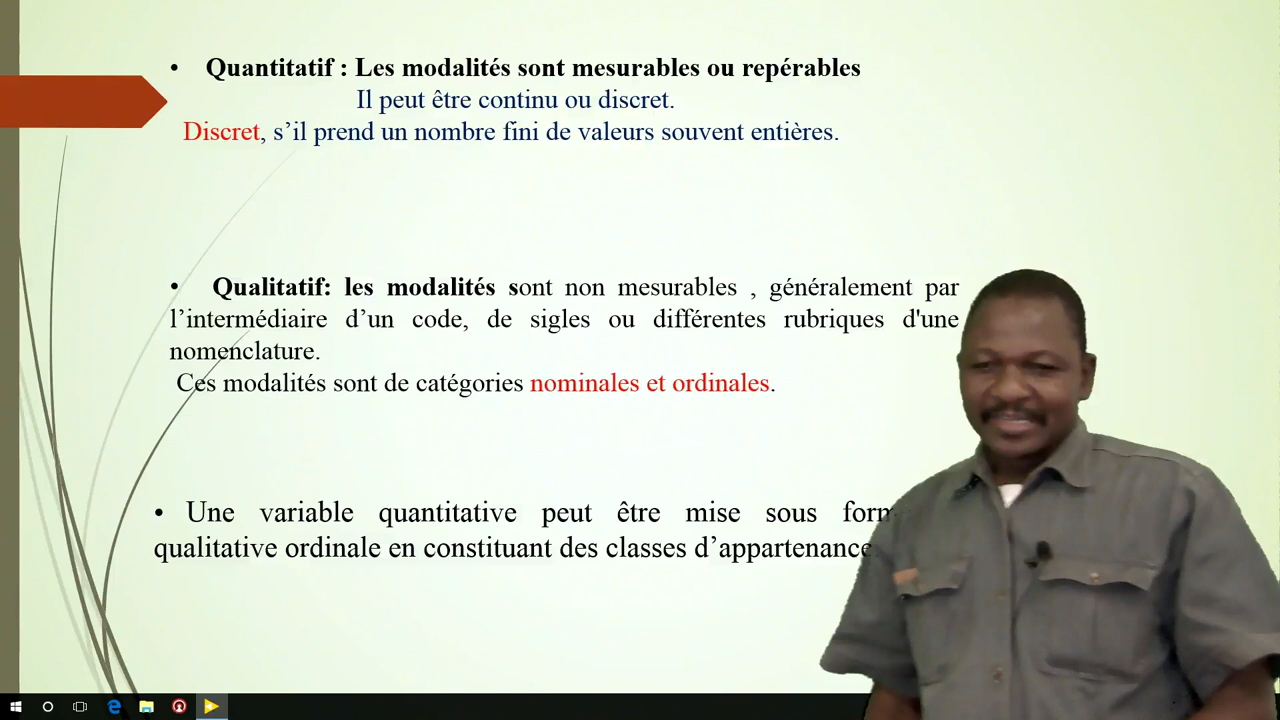 • Quantitatif : Les modalités sont mesurables ou repérables
Il peut être continu ou discret.
Discret, s’il prend un nombre fini de valeurs souvent entières.
• Qualitatif: les modalités sont non mesurables , généralement par
l’intermédiaire d’un code, de sigles ou différentes rubriques d'une
nomenclature.
Ces modalités sont de catégories nominales et ordinales.
• Une variable quantitative peut être mise sous
qualitative ordinale en constituant des classes d’appartenance